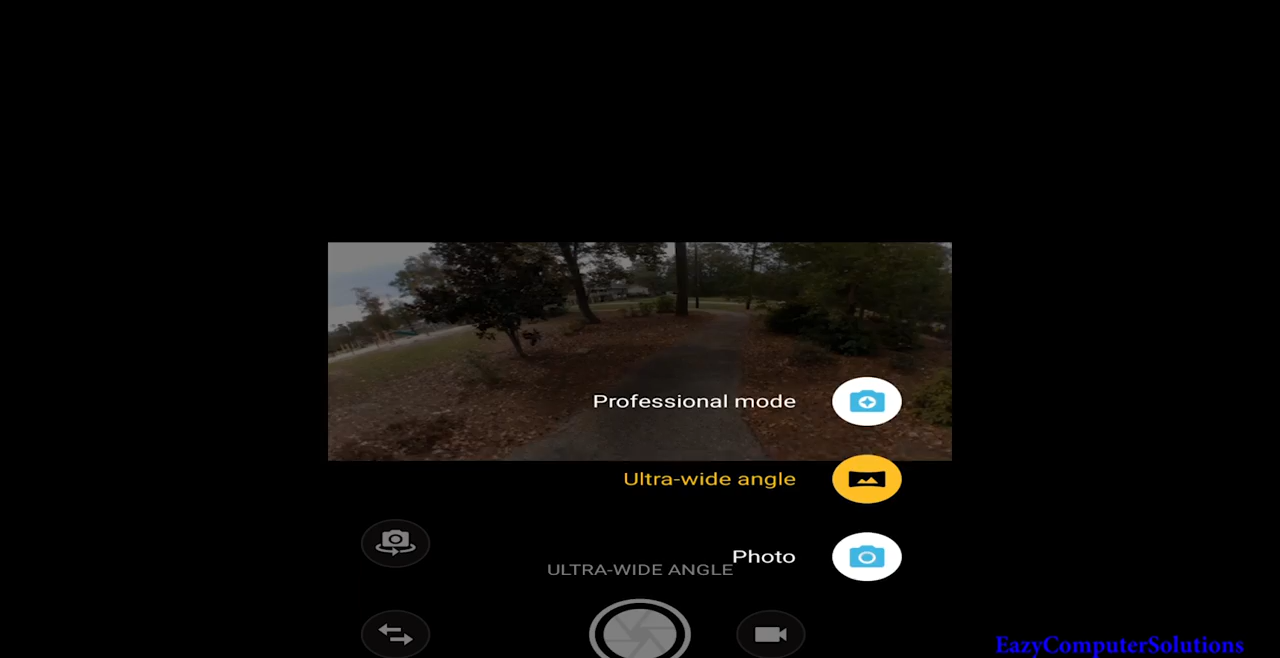 Professional mode
Ultra-wide angle
Photo
ULTRA-WIDE ANGLE
EazyComputerSolutions